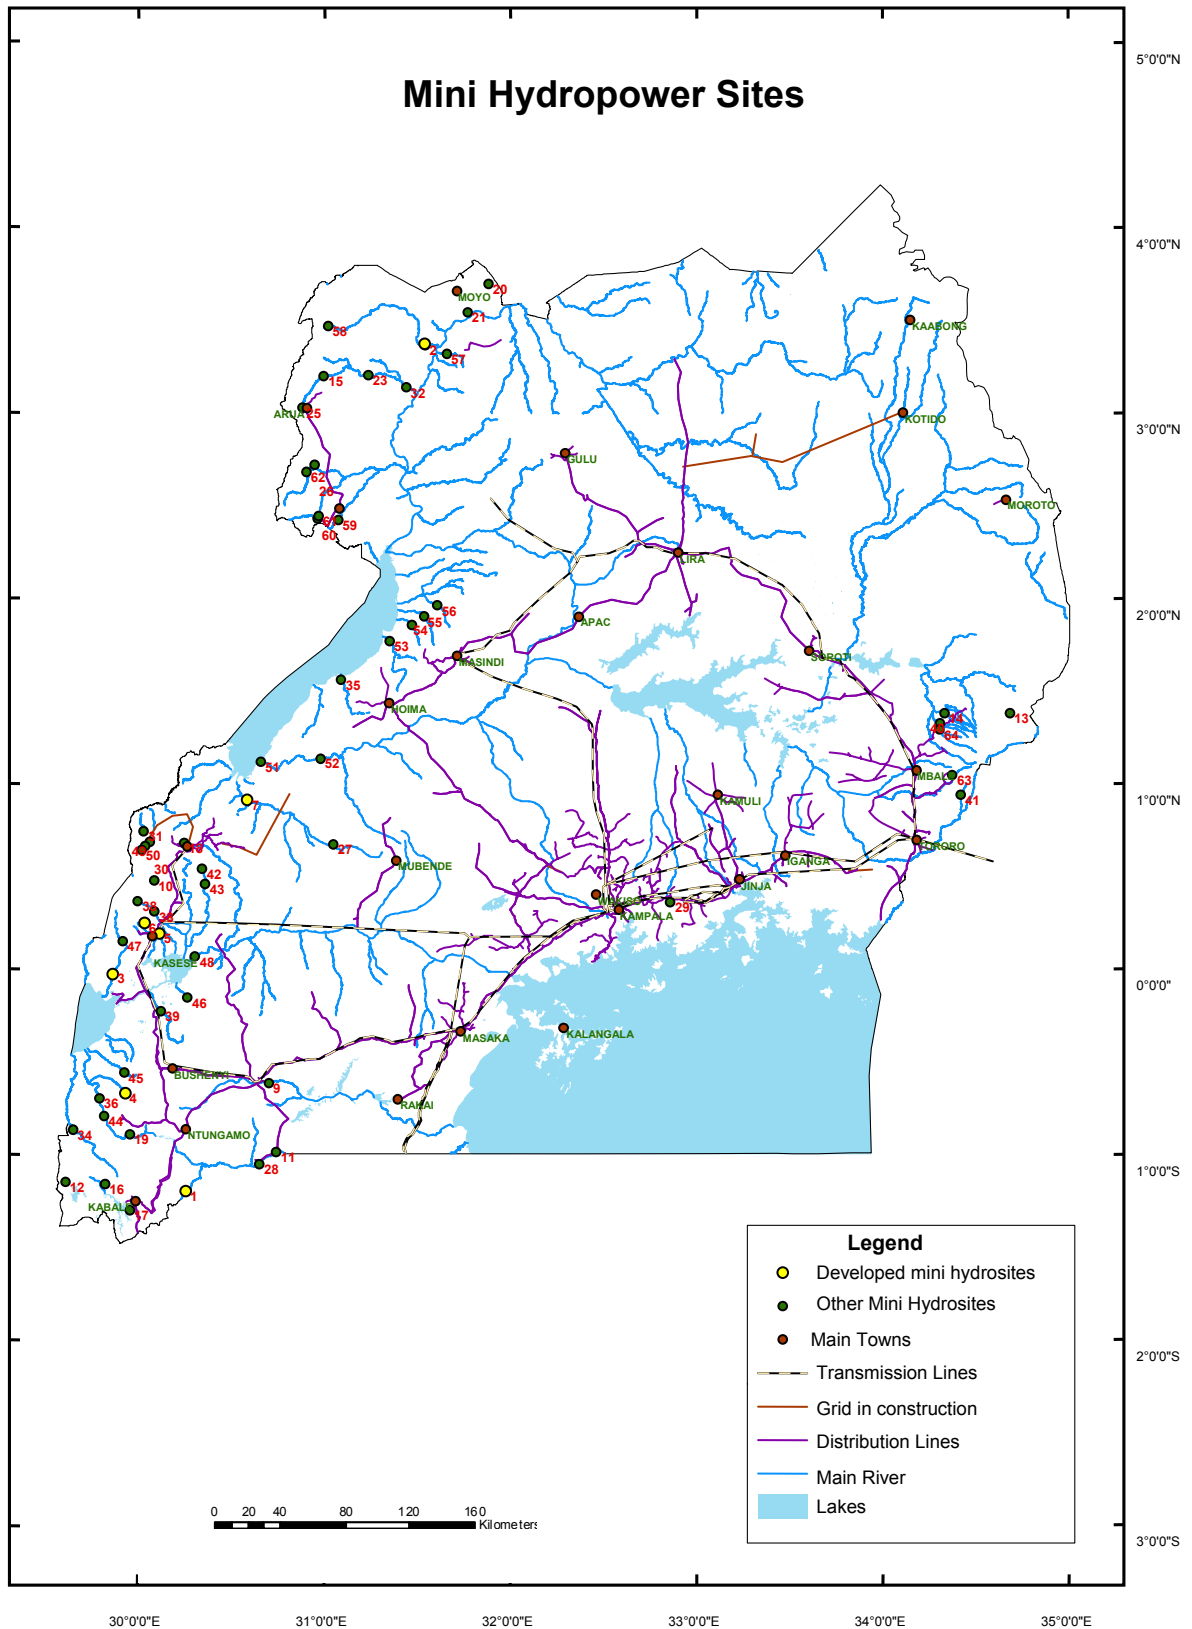 Mini Hydropower Sites
5°0'0"N
4°0'0"N
3°0'0"N
2°0'0"N
1°0'0"N
0°0'0"
1°0'0"S
2°0'0"S
3°0'0"S
20
MOYO
21
58
2
57
KAABONG
15
23
32
ARUA
25
KOTIDO
GULU
62
26
MOROTO
59
60
LIRA
56
55
54
APAC
53
MASINDI
SOROTI
35
HOIMA
13
64
51
52
MBALE
63
7
KAMULI
41
61
27
TORORO
50
MUBENDE
IGANGA
30
42
10
43
JINJA
WAKISO
29
KAMPALA
38
5
47
KASESE
48
3
46
39
KALANGALA
MASAKA
45
BUSHENYI
9
4
36
RAKAI
44
34
19
NTUNGAMO
11
28
12
16
1
KABALE
17
Legend
Developed mini hydrosites
Other Mini Hydrosites
Main Towns
Transmission Lines
Grid in construction
Distribution Lines
Main River
Lakes
0 20 40 80 120 160
Kilometers
30°0'0"E
31°0'0"E
32°0'0"E
33°0'0"E
34°0'0"E
35°0'0"E